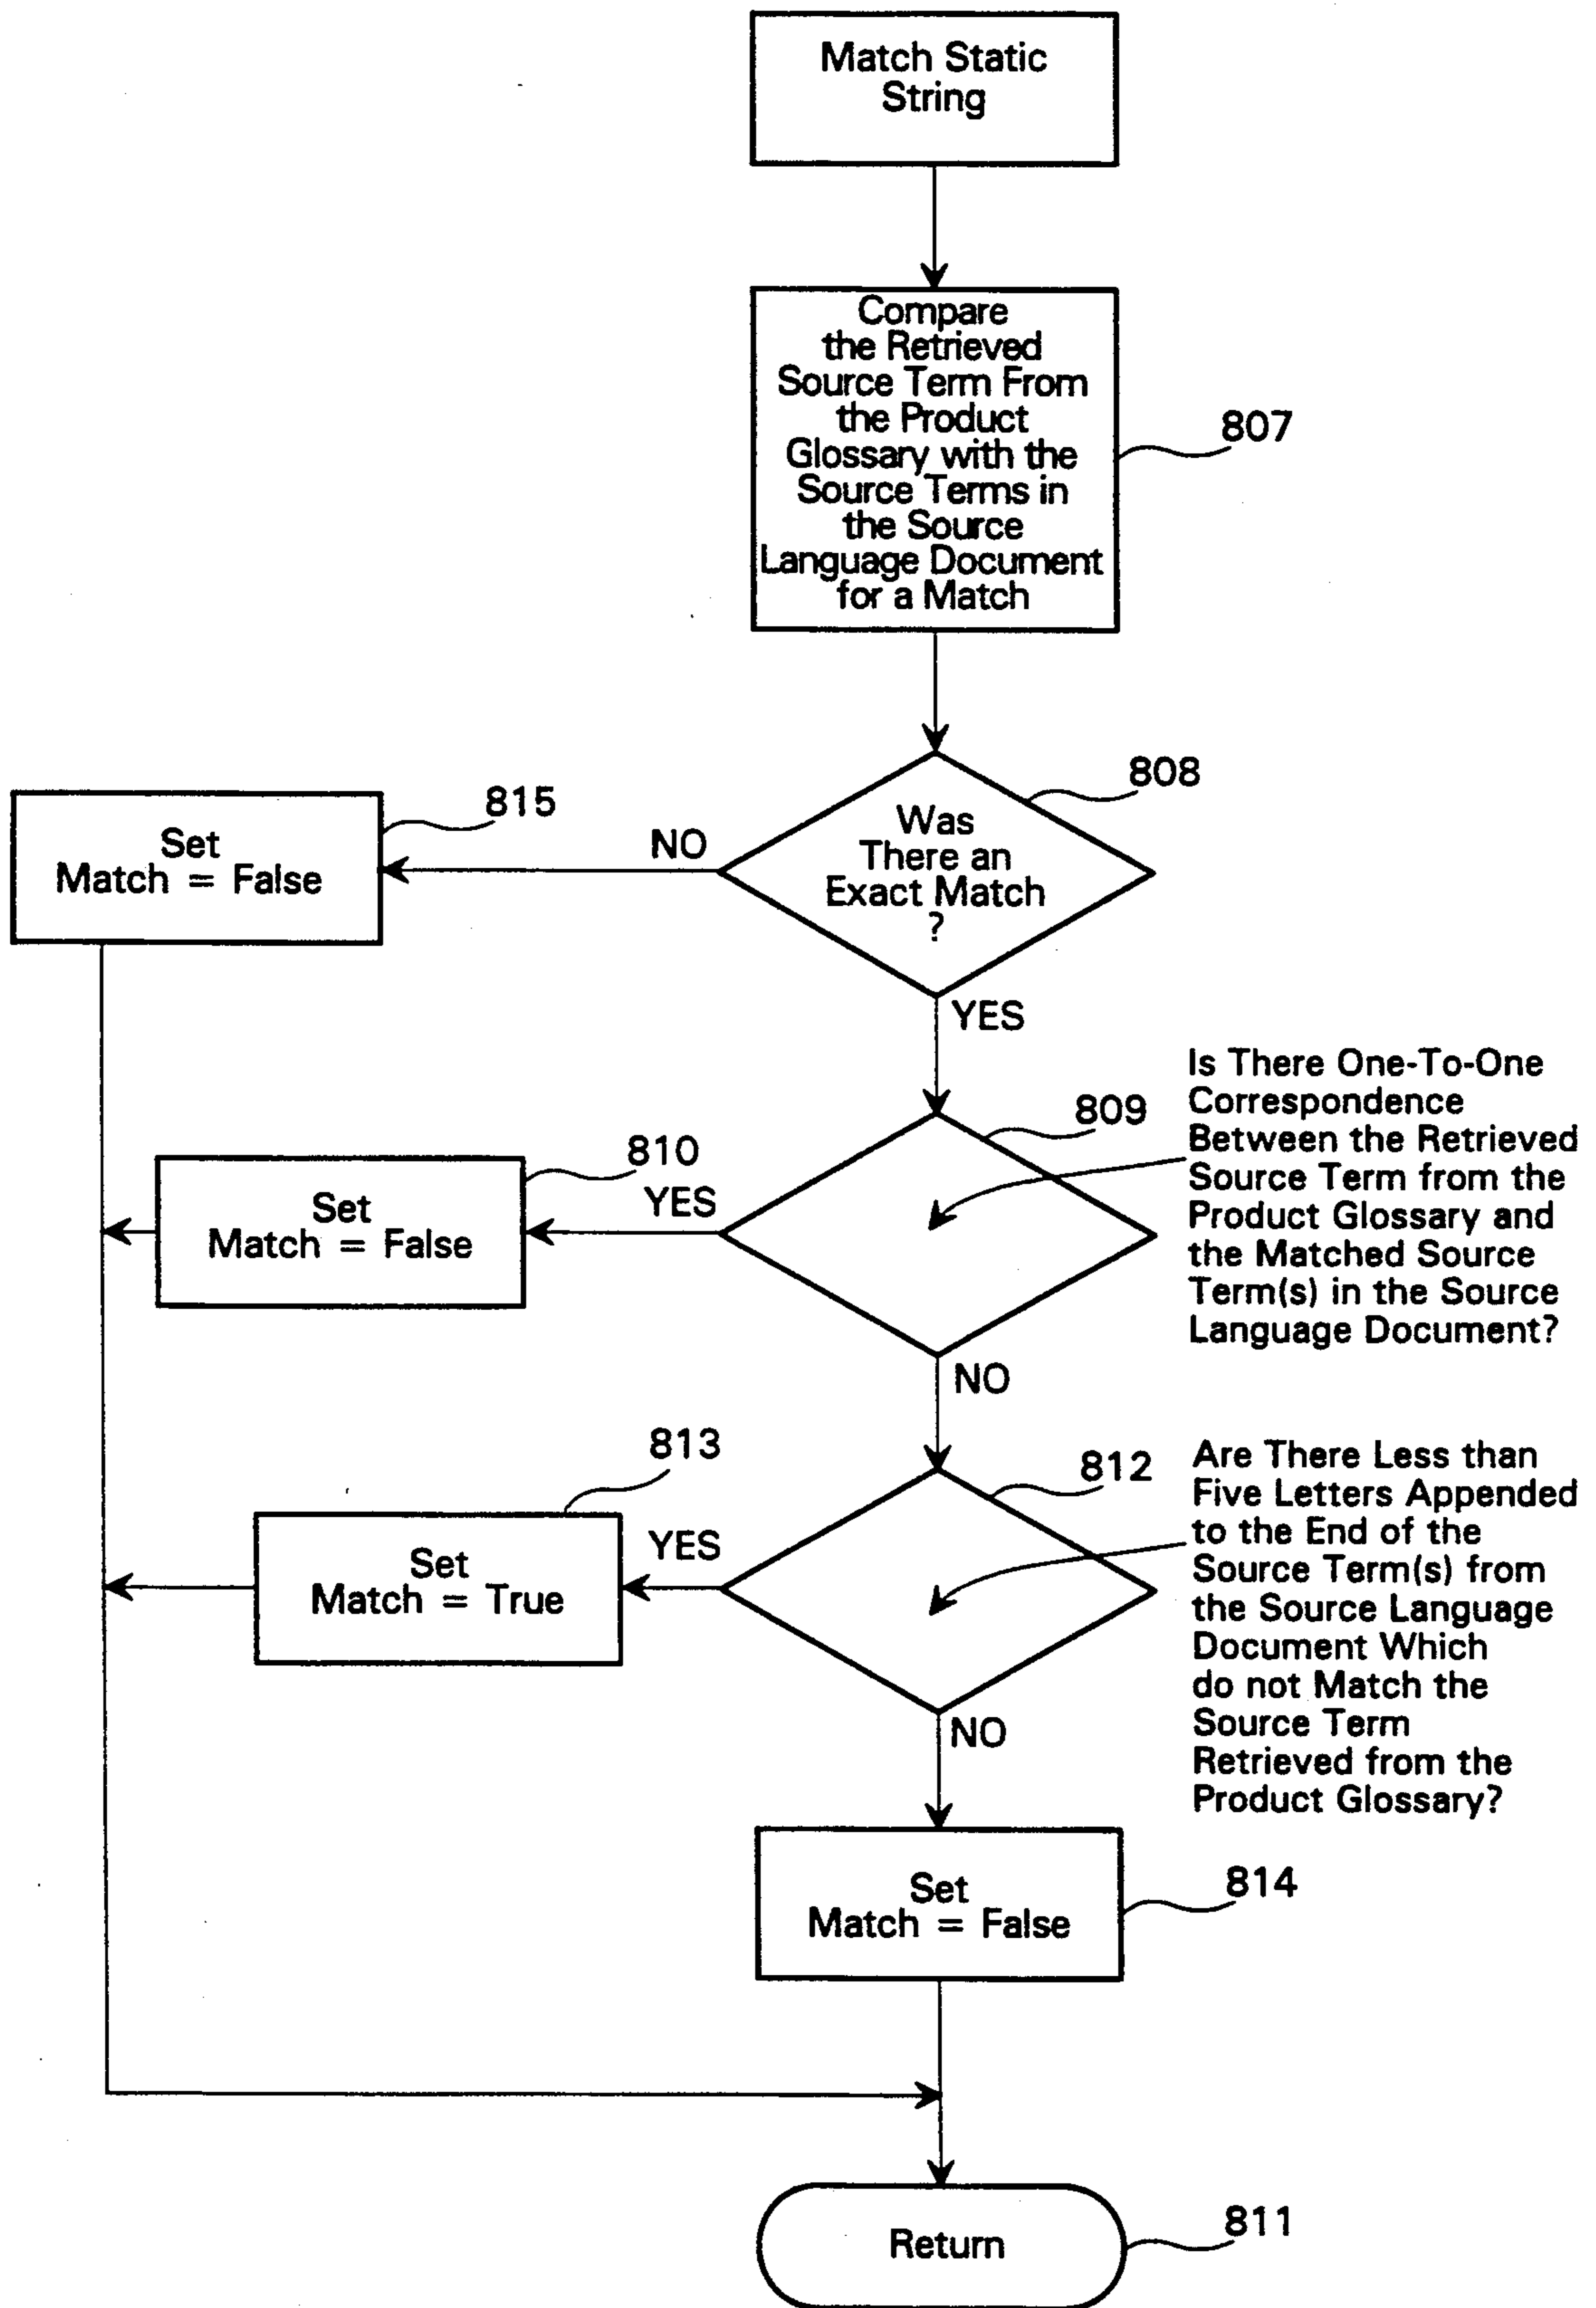 Match Static
String
Compare
the Retrieved
Source Term From
the Product
Glossary with the
Source Terms in
the Source
Language Document
for a Match
807
808
Was
There an
Exact Match
?
NO
815
Set
Match = False
YES
809
Is There One-To-One
Correspondence
Between the Retrieved
Source Term from the
Product Glossary and
the Matched Source
Term(s) in the Source
Language Document?
YES
810
Set
Match = False
NO
812
Are There Less than
Five Letters Appended
to the End of the
Source Term(s) from
the Source Language
Document Which
do not Match the
Source Term
Retrieved from the
Product Glossary?
YES
813
Set
Match = True
NO
Set
Match = False
814
Return
811